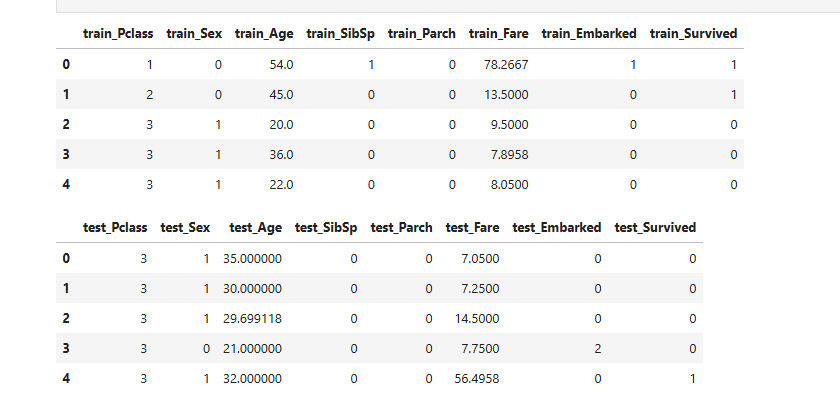 train_Pclass train_Sex train_Age train_SibSp train_Parch train_Fare train_Embarked train_Survived
0 1 0 54.0 1 0 78.2667 1 1
1 2 0 45.0 0 0 13.5000 0 1
2 3 1 20.0 0 0 9.5000 0 0
3 3 1 36.0 0 0 7.8958 0 0
4 3 1 22.0 0 0 8.0500 0 0
test_Pclass test_Sex test_Age test_SibSp test_Parch test_Fare test_Embarked test_Survived
0 3 1 35.000000 0 0 7.0500 0 0
1 3 1 30.000000 0 0 7.2500 0 0
2 3 1 29.699118 0 0 14.5000 0 0
3 3 0 21.000000 0 0 7.7500 2 0
4 3 1 32.000000 0 0 56.4958 0 1